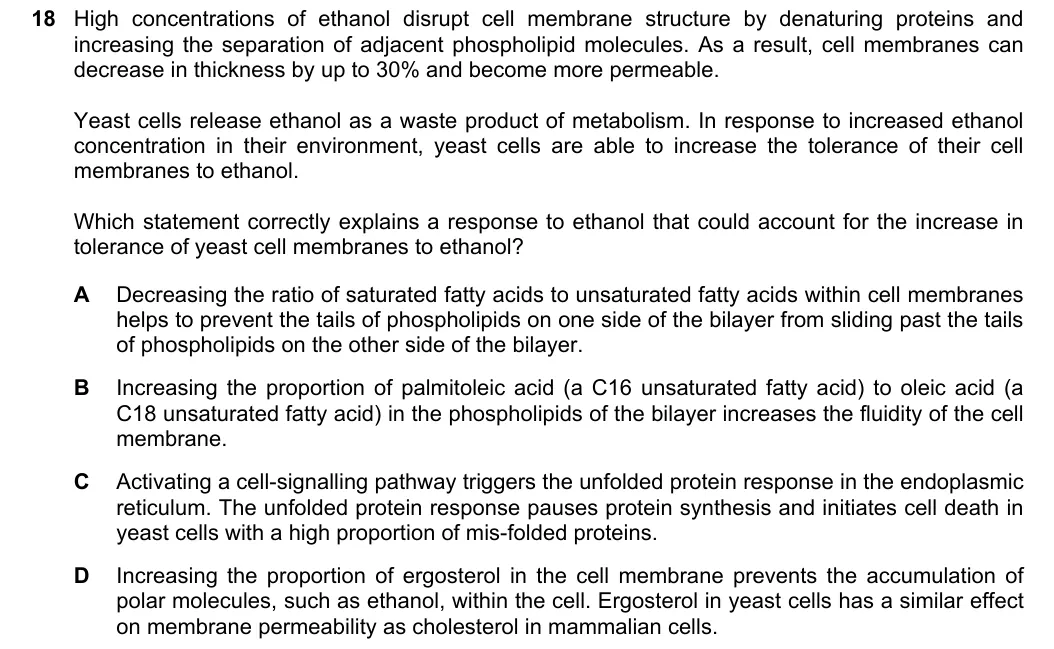 18 High concentrations of ethanol disrupt cell membrane structure by denaturing proteins and
increasing the separation of adjacent phospholipid molecules. As a result, cell membranes can
decrease in thickness by up to 30% and become more permeable.
Yeast cells release ethanol as a waste product of metabolism. In response to increased ethanol
concentration in their environment, yeast cells are able to increase the tolerance of their cell
membranes to ethanol.
Which statement correctly explains a response to ethanol that could account for the increase in
tolerance of yeast cell membranes to ethanol?
A Decreasing the ratio of saturated fatty acids to unsaturated fatty acids within cell membranes
helps to prevent the tails of phospholipids on one side of the bilayer from sliding past the tails
of phospholipids on the other side of the bilayer.
B Increasing the proportion of palmitoleic acid (a C16 unsaturated fatty acid) to oleic acid (a
C18 unsaturated fatty acid) in the phospholipids of the bilayer increases the fluidity of the cell
membrane.
C Activating a cell-signalling pathway triggers the unfolded protein response in the endoplasmic
reticulum. The unfolded protein response pauses protein synthesis and initiates cell death in
yeast cells with a high proportion of mis-folded proteins.
D Increasing the proportion of ergosterol in the cell membrane prevents the accumulation of
polar molecules, such as ethanol, within the cell. Ergosterol in yeast cells has a similar effect
on membrane permeability as cholesterol in mammalian cells.